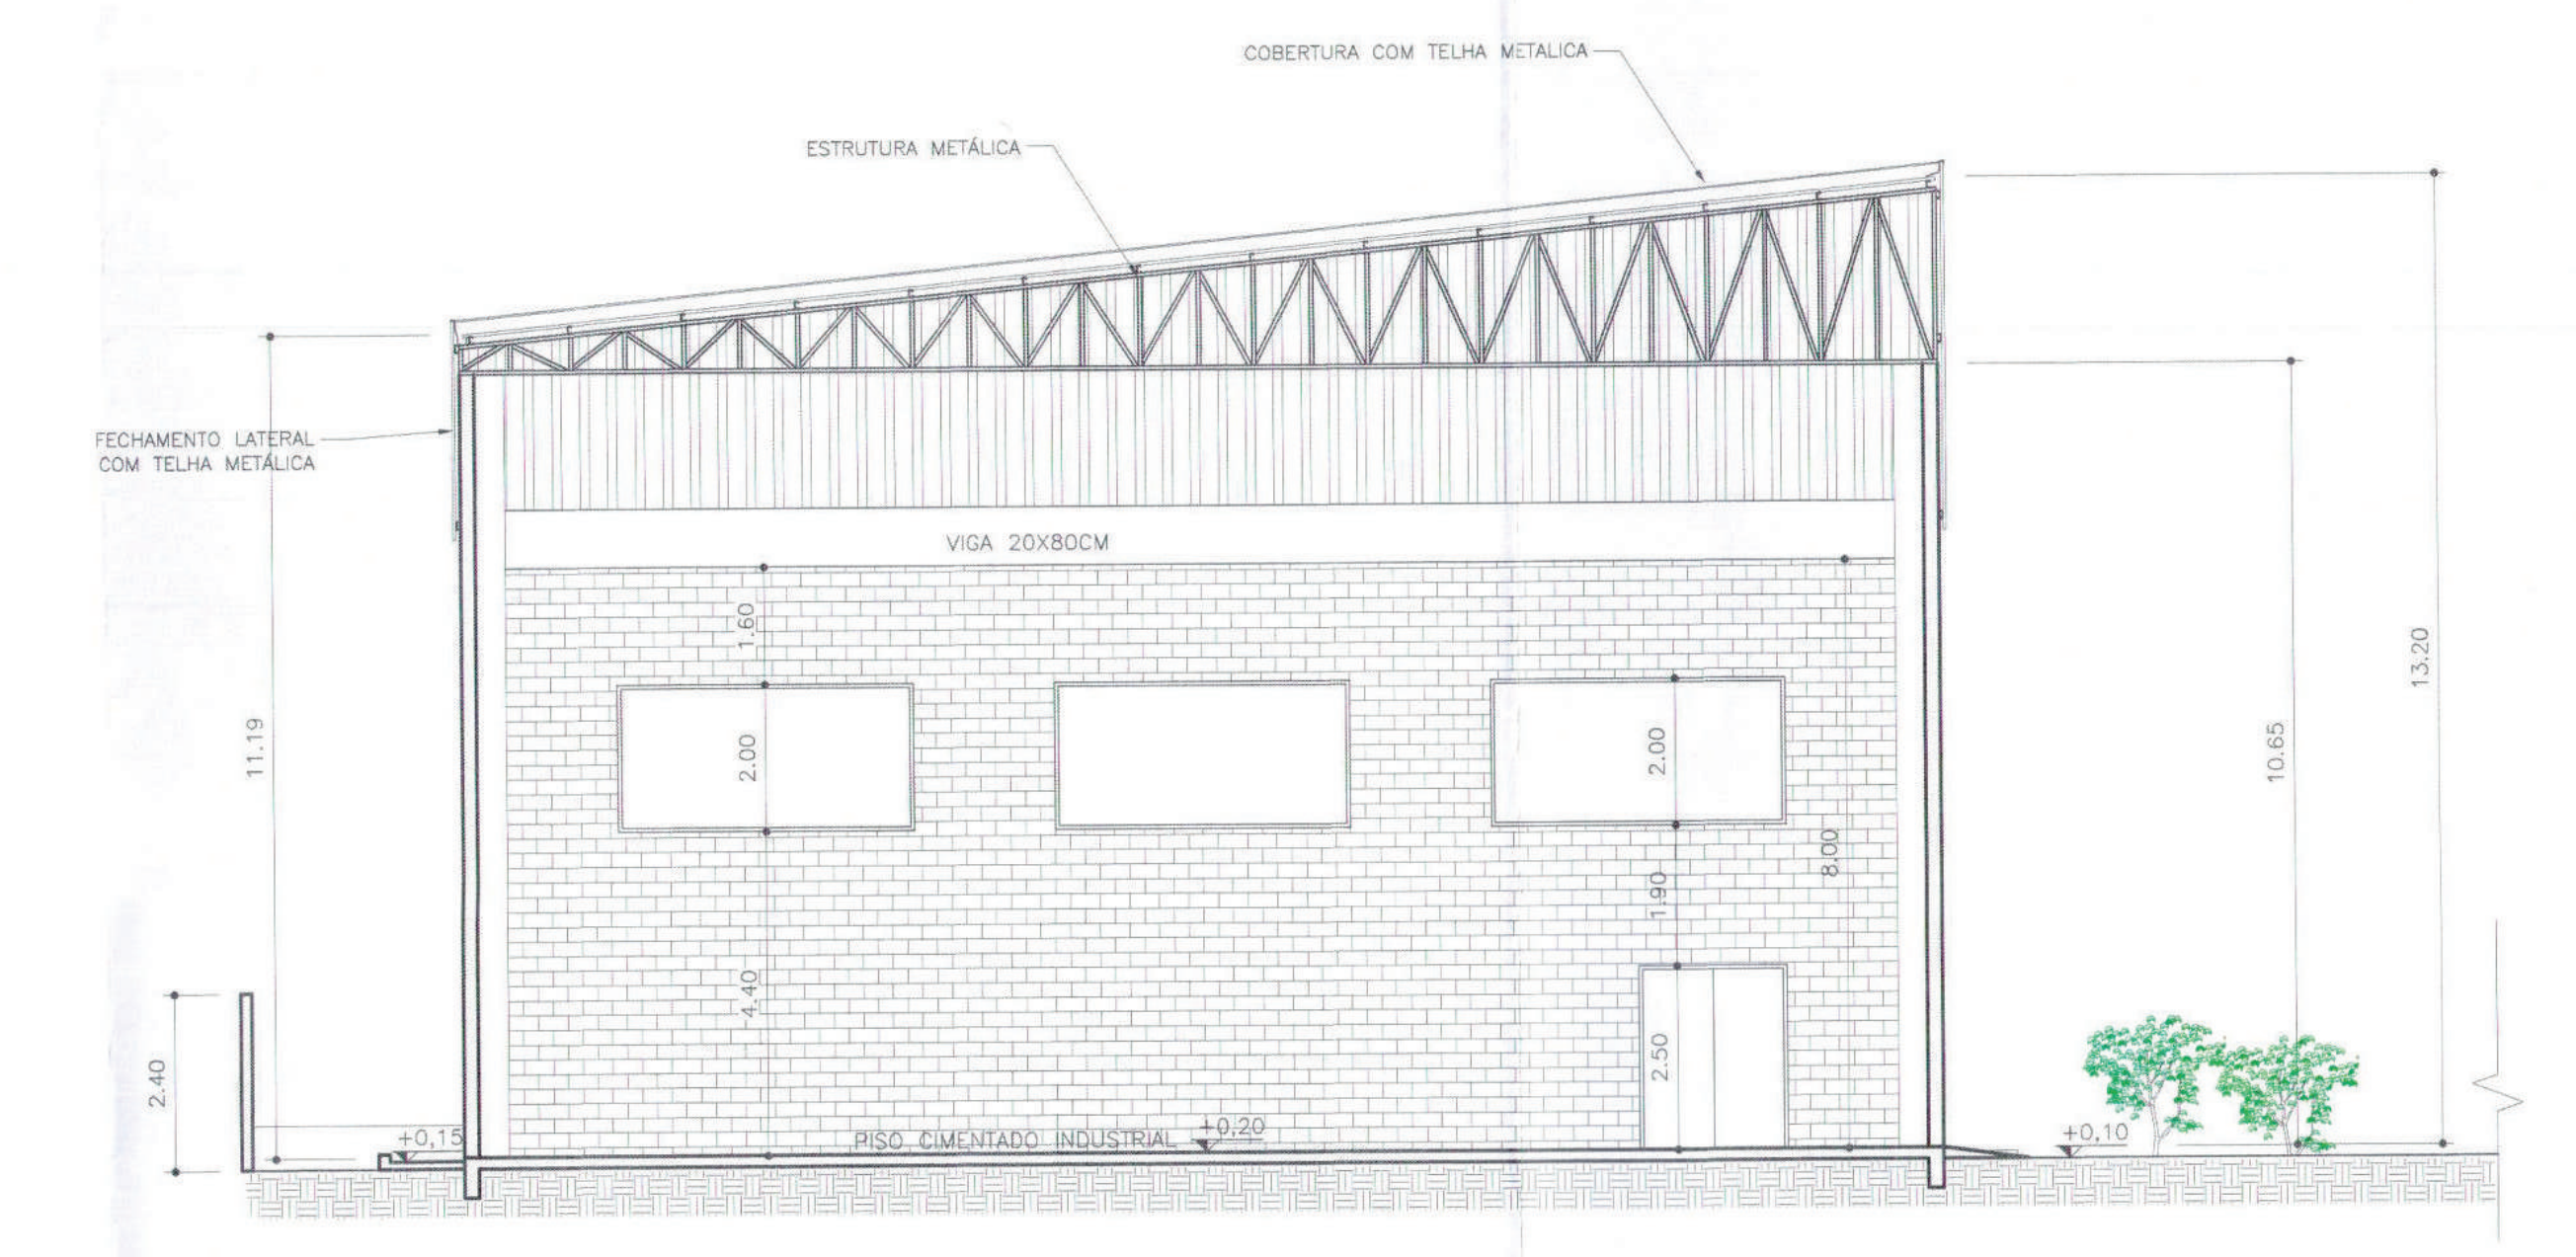 COBERTURA COM TELHA METALICA
ESTRUTURA METÁLICA
FECHAMENTO LATERAL
COM TELHA METÁLICA
VIGA 20X80CM
1.60
13.20
11.19
2.00
2.00
10.65
8.00
1.90
4.40
2.50
2.40
+0,15
PISO CIMENTADO INDUSTRIAL
+0,20
+0,10